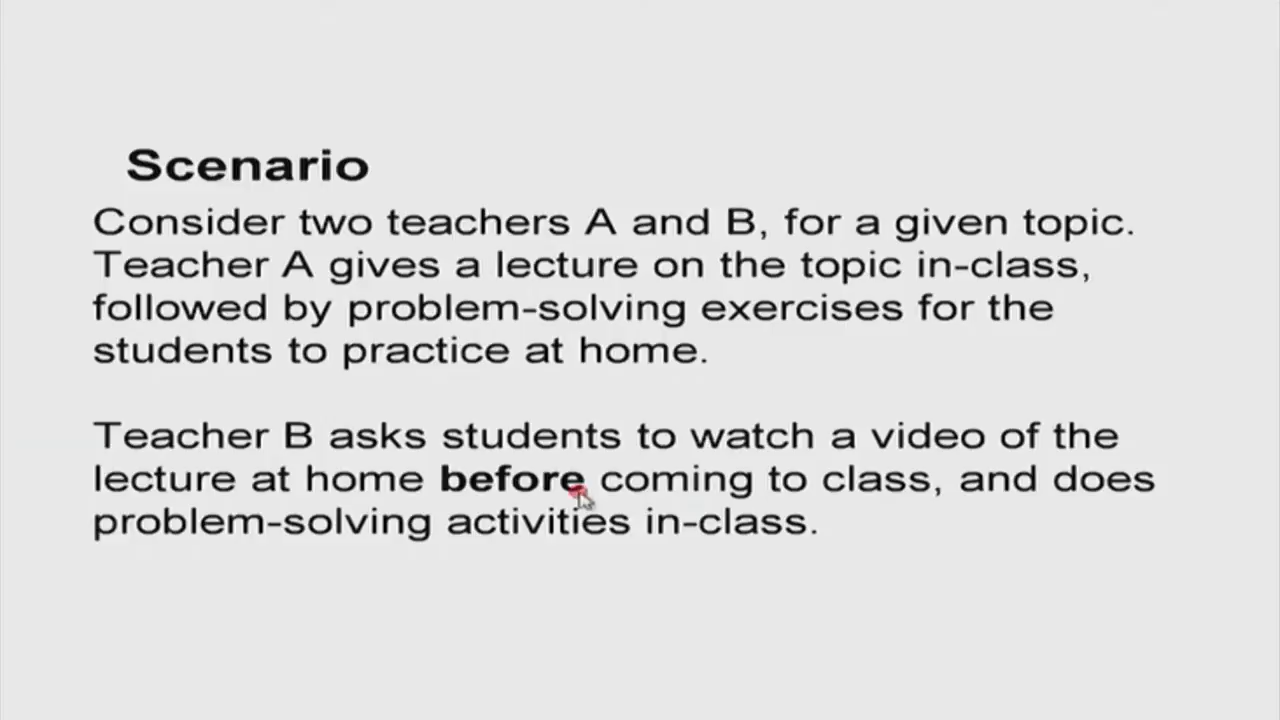 Scenario
Consider two teachers A and B, for a given topic.
Teacher A gives a lecture on the topic in-class,
followed by problem-solving exercises for the
students to practice at home.
Teacher B asks students to watch a video of the
lecture at home before coming to class, and does
problem-solving activities in-class.